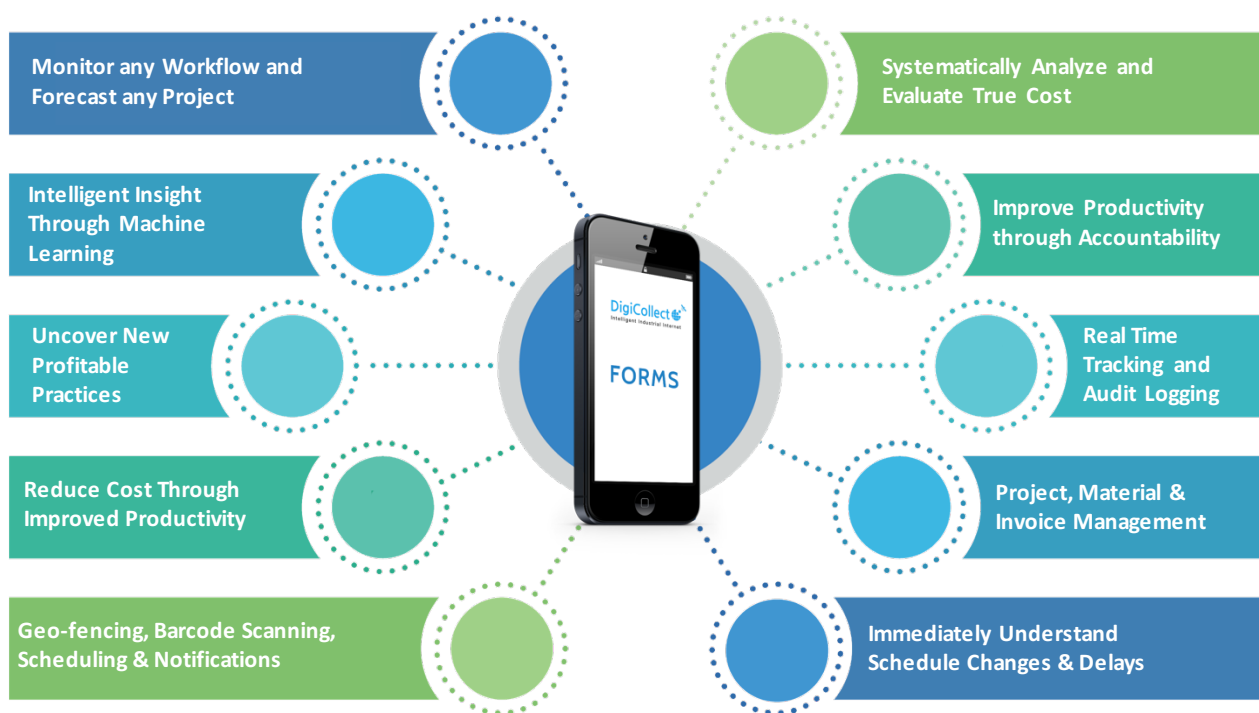 Monitor any Workflow and
Forecast any Project
Intelligent Insight
Through Machine
Learning
Uncover New
Profitable
Practices
Reduce Cost Through
Improved Productivity
Geo-fencing, Barcode Scanning,
Scheduling & Notifications
DigiCollect
Intelligent Industrial Internet
FORMS
Systematically Analyze and
Evaluate True Cost
Improve Productivity
through Accountability
Real Time
Tracking and
Audit Logging
Project, Material &
Invoice Management
Immediately Understand
Schedule Changes & Delays